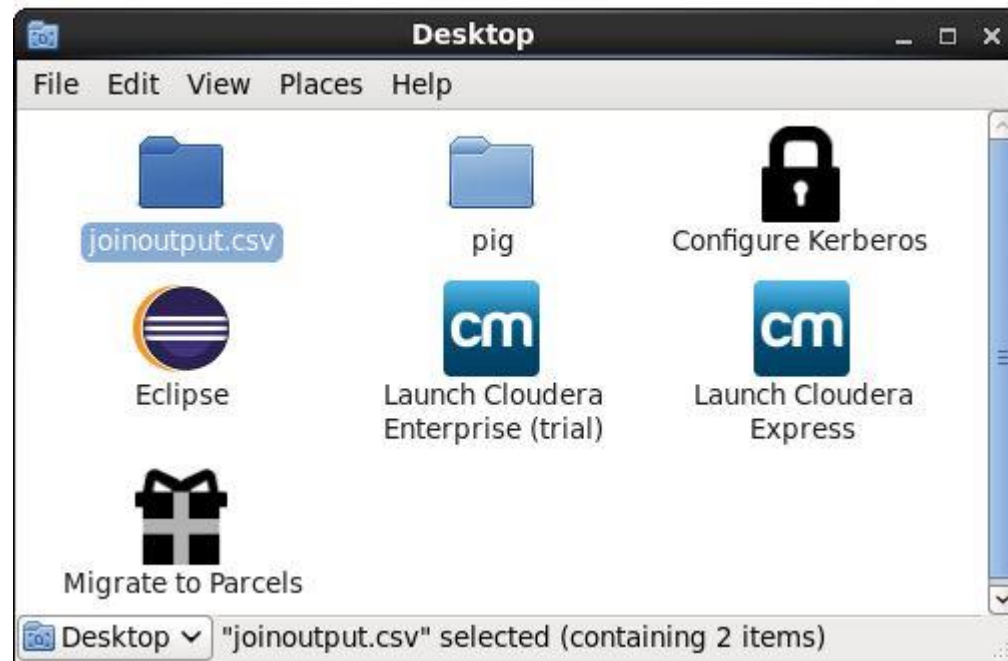 Desktop
File Edit View Places Help
joinoutput.csv
pig
Configure Kerberos
Eclipse
cm
Launch Cloudera
Enterprise (trial)
cm
Launch Cloudera
Express
Migrate to Parcels
Desktop "joinoutput.csv" selected (containing 2 items)